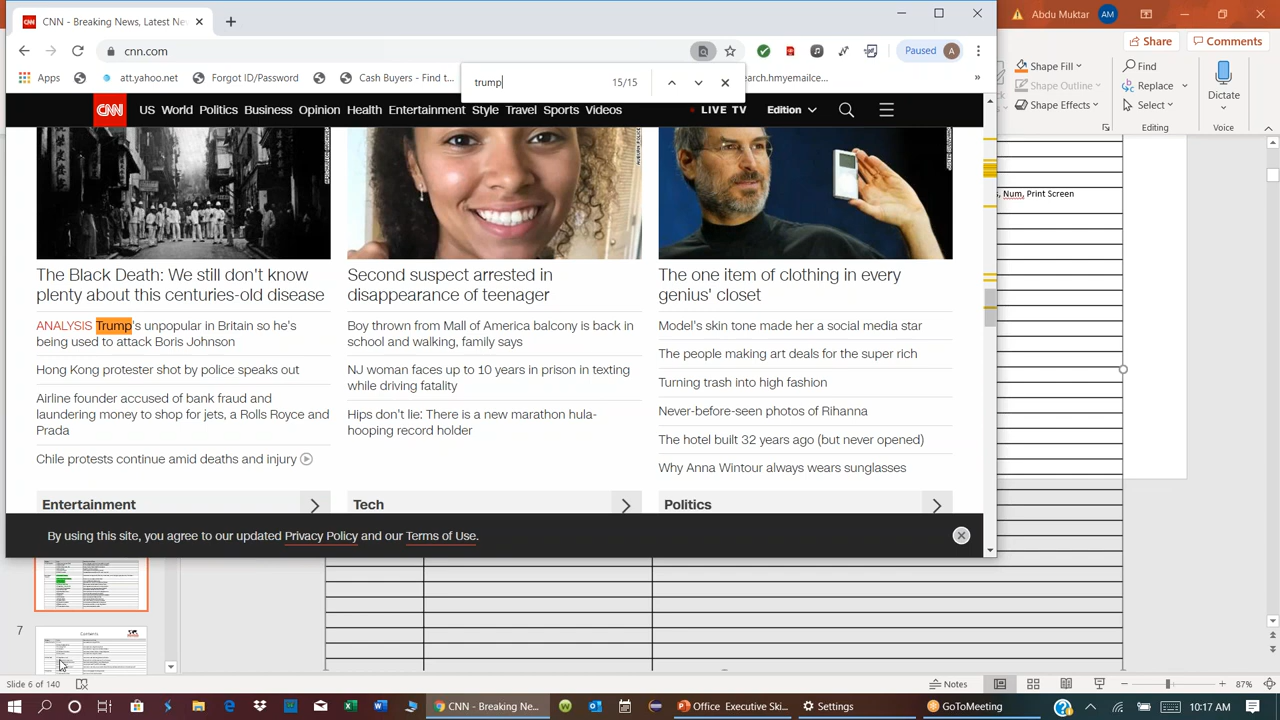 CNN - Breaking News, Latest Ne
Abdu Muktar AM
cnn.com
Paused A
Share
Comments
Apps
att.yahoo.net
Forgot ID/Password
Cash Buyers - Find t...
earch.hmyemailce...
»
trump 15/15
Shape Fill
Shape Outline
Shape Effects
Find
Replace
Select
Editing
Dictate
Voice
CNN US World Politics Business Opinion Health Entertainment Style Travel Sports Videos
LIVE TV Edition
, Num, Print Screen
The Black Death: We still don't know
plenty about this centuries-old disease
ANALYSIS Trump's unpopular in Britain so he's
being used to attack Boris Johnson
Hong Kong protester shot by police speaks out
Airline founder accused of bank fraud and
laundering money to shop for jets, a Rolls Royce and
Prada
Chile protests continue amid deaths and injury
Second suspect arrested in
disappearance of teenager
Boy thrown from Mall of America balcony is back in
school and walking, family says
NJ woman faces up to 10 years in prison in texting
while driving fatality
Hips don't lie: There is a new marathon hula-
hooping record holder
The one item of clothing in every
genius' closet
Model's skin tone made her a social media star
The people making art deals for the super rich
Turning trash into high fashion
Never-before-seen photos of Rihanna
The hotel built 32 years ago (but never opened)
Why Anna Wintour always wears sunglasses
Entertainment
Tech
Politics
By using this site, you agree to our updated Privacy Policy and our Terms of Use.
7
Contents
Slide 6 of 140
Notes
87%
CNN - Breaking Ne...
Office Executive Ski...
Settings
GoToMeeting
10:17 AM